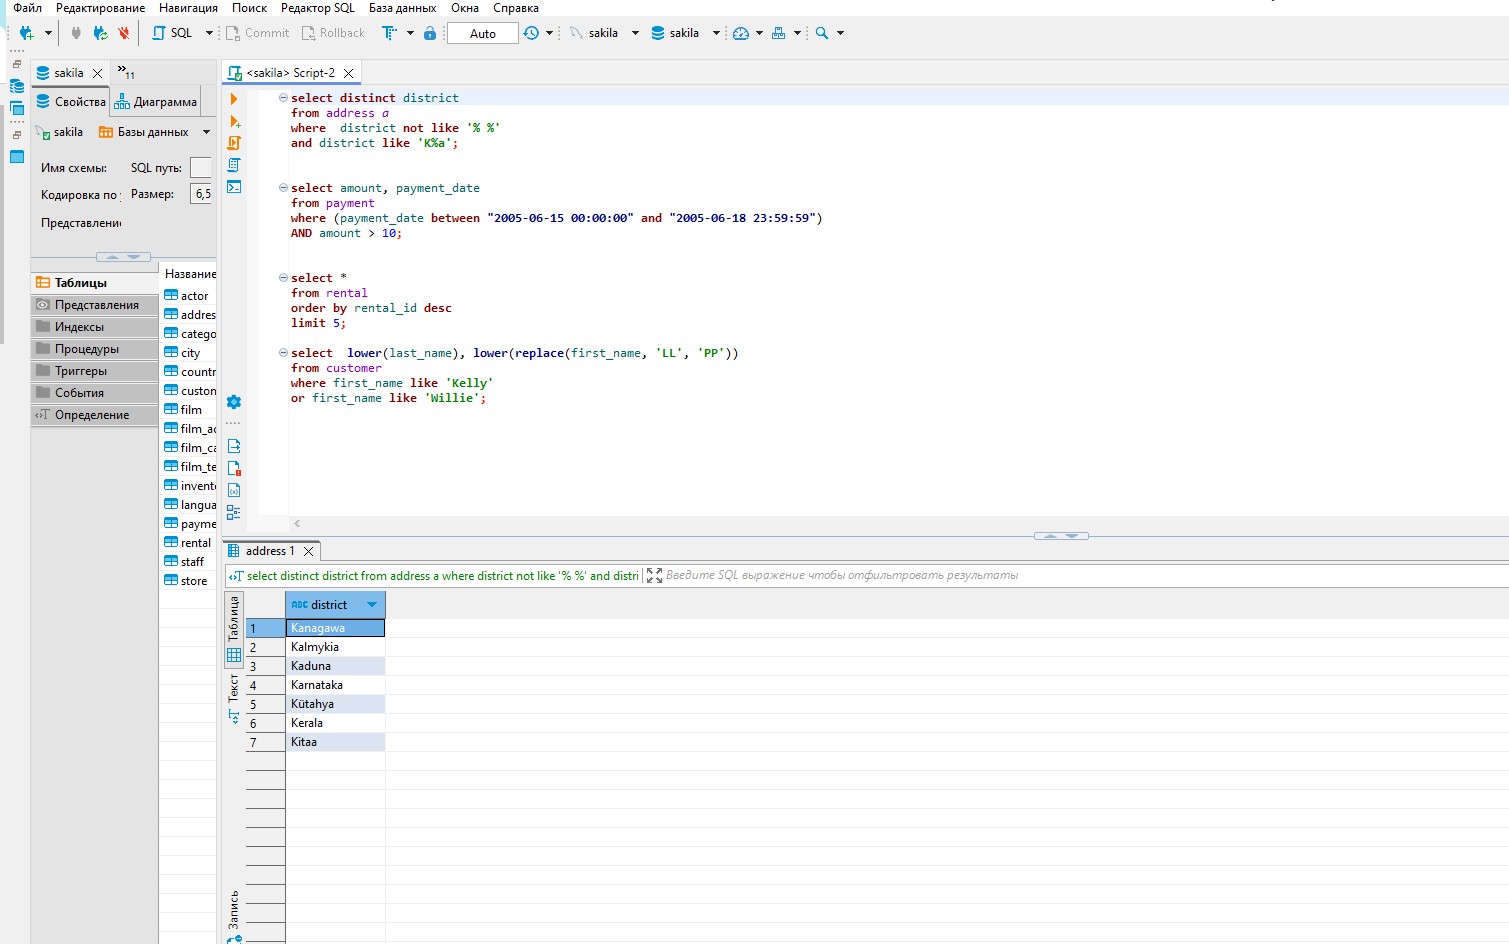 Файл Редактирование Навигация Поиск Редактор SQL База данных Окна Справка
SQL Commit Rollback Auto sakila sakila
sakila 11
Свойства Диаграмма
sakila Базы данных
Имя схемы: SQL путь:
Кодировка по Размер: 6,5
Представлени
Название
Таблицы
Представления
Индексы
Процедуры
Триггеры
События
Определение
actor
addres
catego
city
countr
custon
film
film_ac
film_ca
film_te
invento
langua
payme
rental
staff
store
<sakila> Script-2
select distinct district
from address a
where  district not like '% %'
and district like 'K%a';
select amount, payment_date
from payment
where (payment_date between "2005-06-15 00:00:00" and "2005-06-18 23:59:59")
AND amount > 10;
select *
from rental
order by rental_id desc
limit 5;
select  lower(last_name), lower(replace(first_name, 'LL', 'PP'))
from customer
where first_name like 'Kelly'
or first_name like 'Willie';
address 1
select distinct district from address a where district not like '% %' and distri
Введите SQL выражение чтобы отфильтровать результаты
Таблица
Текст
Запись
ABC district
1 Kanagawa
2 Kalmykia
3 Kaduna
4 Karnataka
5 Kütahya
6 Kerala
7 Kitaa